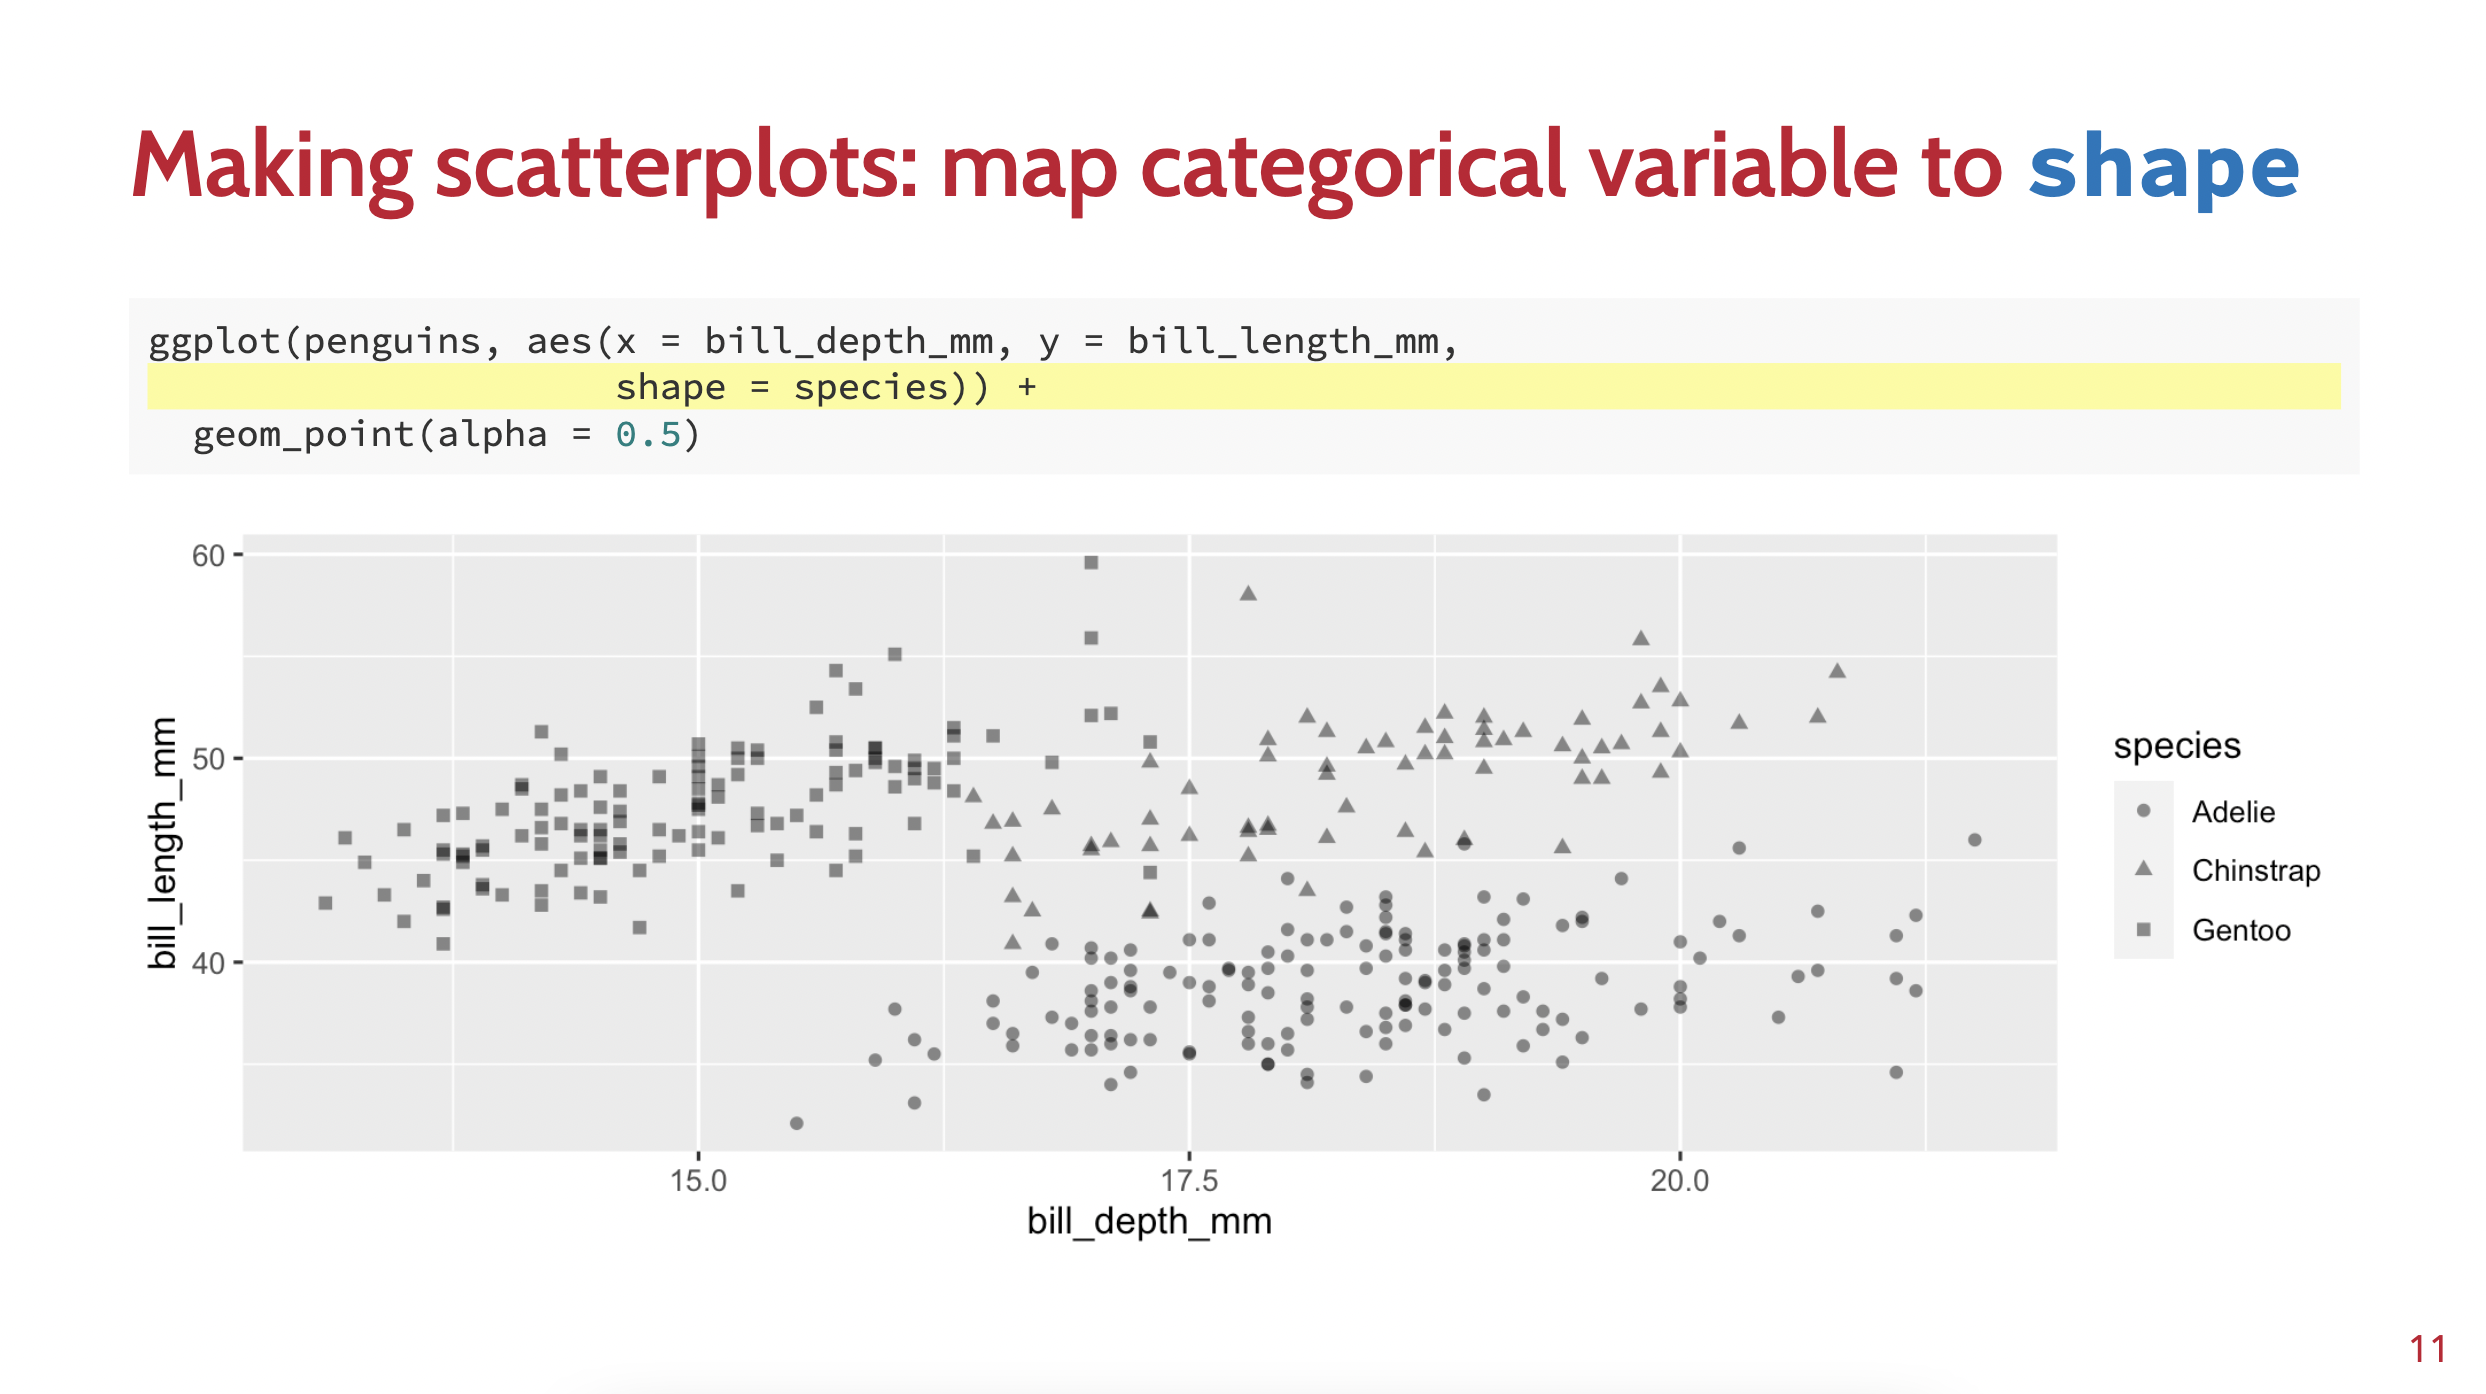 Making scatterplots: map categorical variable to shape
ggplot(penguins, aes(x = bill_depth_mm, y = bill_length_mm,
shape = species)) +
geom_point(alpha = 0.5)
60
50
40
bill_length_mm
15.0 17.5 20.0
bill_depth_mm
species
Adelie
Chinstrap
Gentoo
11